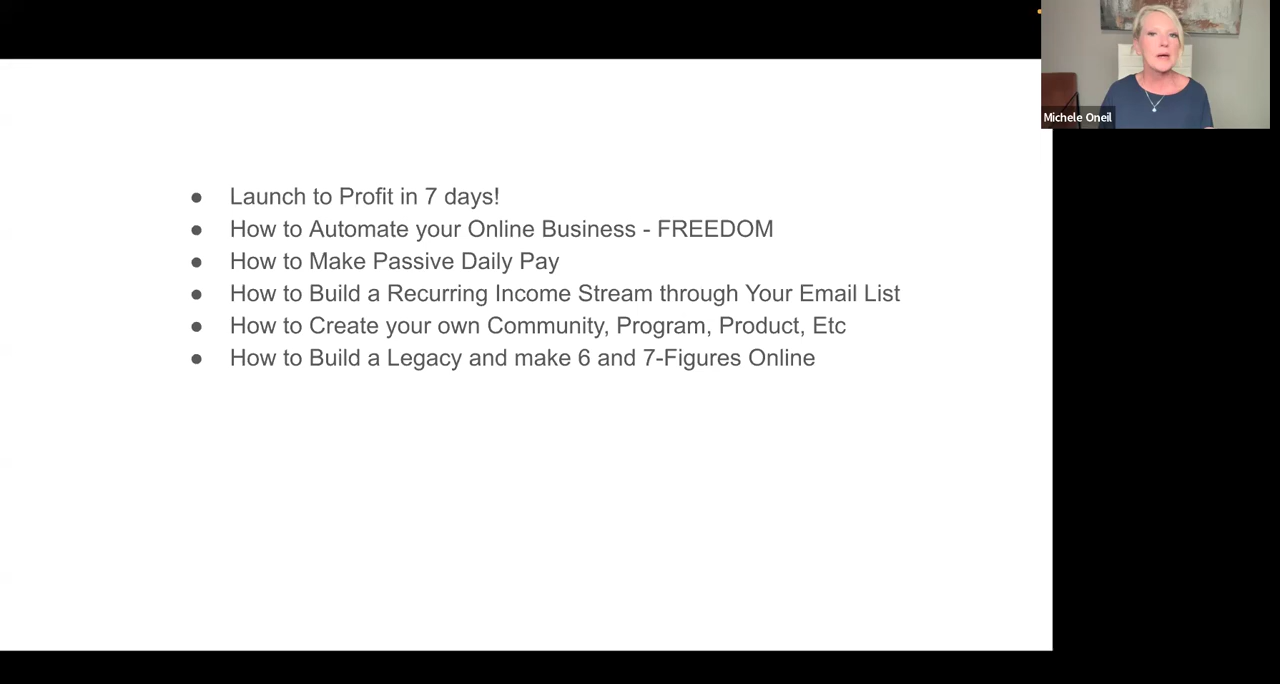 Michele Oneil
● Launch to Profit in 7 days!
● How to Automate your Online Business - FREEDOM
● How to Make Passive Daily Pay
● How to Build a Recurring Income Stream through Your Email List
● How to Create your own Community, Program, Product, Etc
● How to Build a Legacy and make 6 and 7-Figures Online